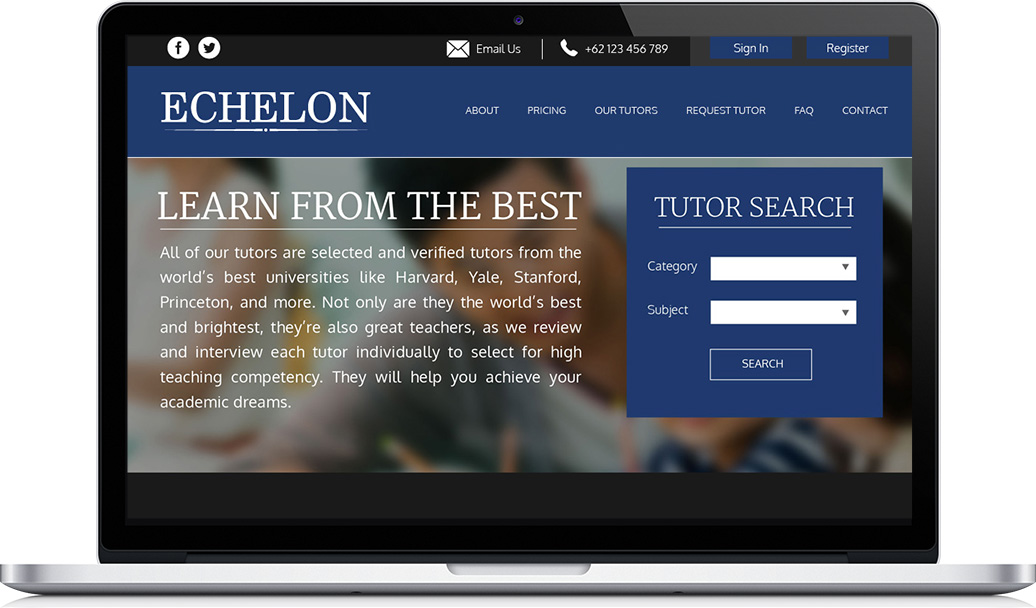 Email Us
+62 123 456 789
Sign In
Register
ECHELON
ABOUT
PRICING
OUR TUTORS
REQUEST TUTOR
FAQ
CONTACT
LEARN FROM THE BEST
All of our tutors are selected and verified tutors from the
world's best universities like Harvard, Yale, Stanford,
Princeton, and more. Not only are they the world's best
and brightest, they're also great teachers, as we review
and interview each tutor individually to select for high
teaching competency. They will help you achieve your
academic dreams.
TUTOR SEARCH
Category
Subject
SEARCH